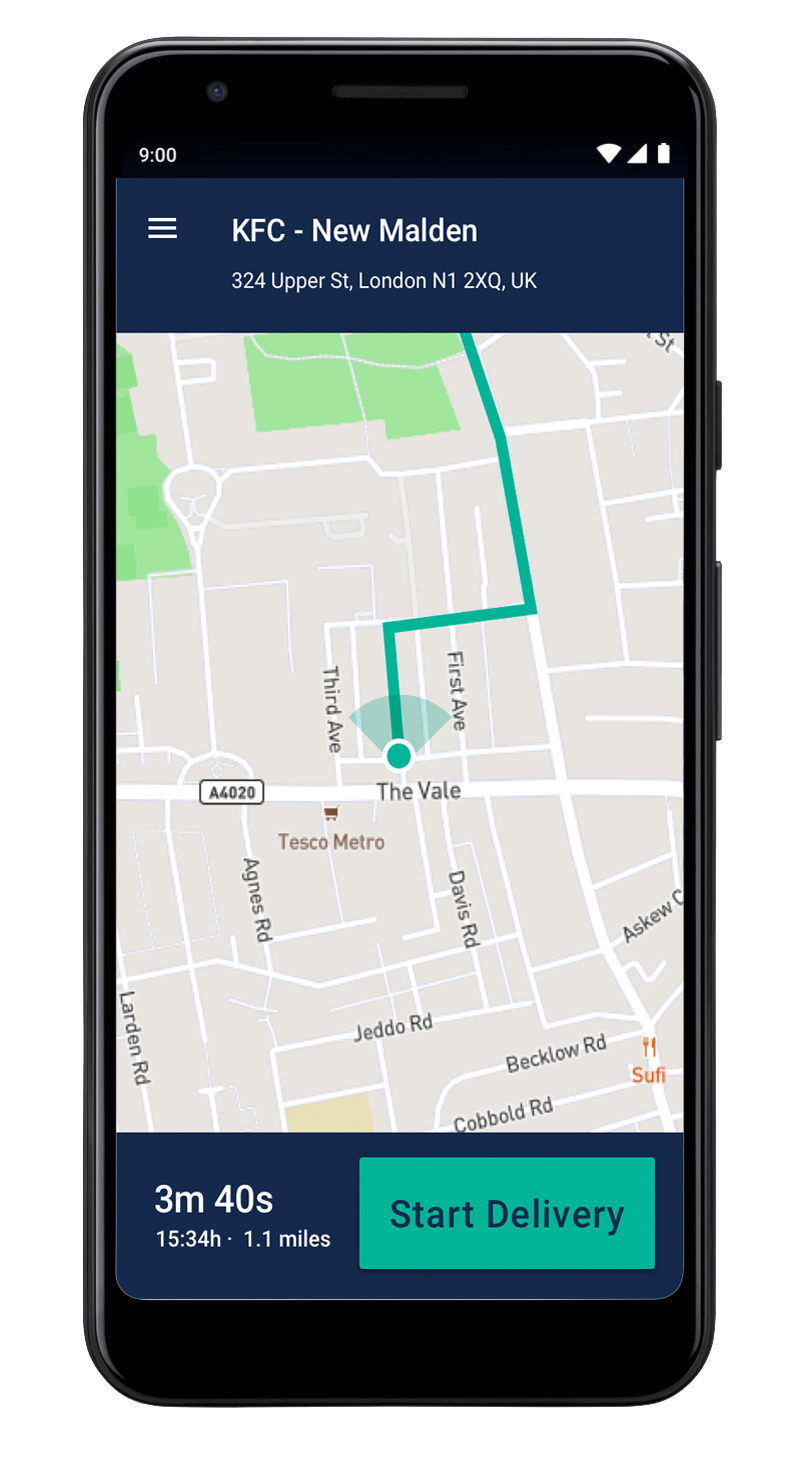 9:00
KFC - New Malden
324 Upper St, London N1 2XQ, UK
St
Third Ave
First Ave
The Vale
A4020
Tesco Metro
Agnes Rd
Davis Rd
Askew
Larden Rd
Jeddo Rd
Becklow Rd
Sufi
Cobbold Rd
3m 40s
15:34h · 1.1 miles
Start Delivery